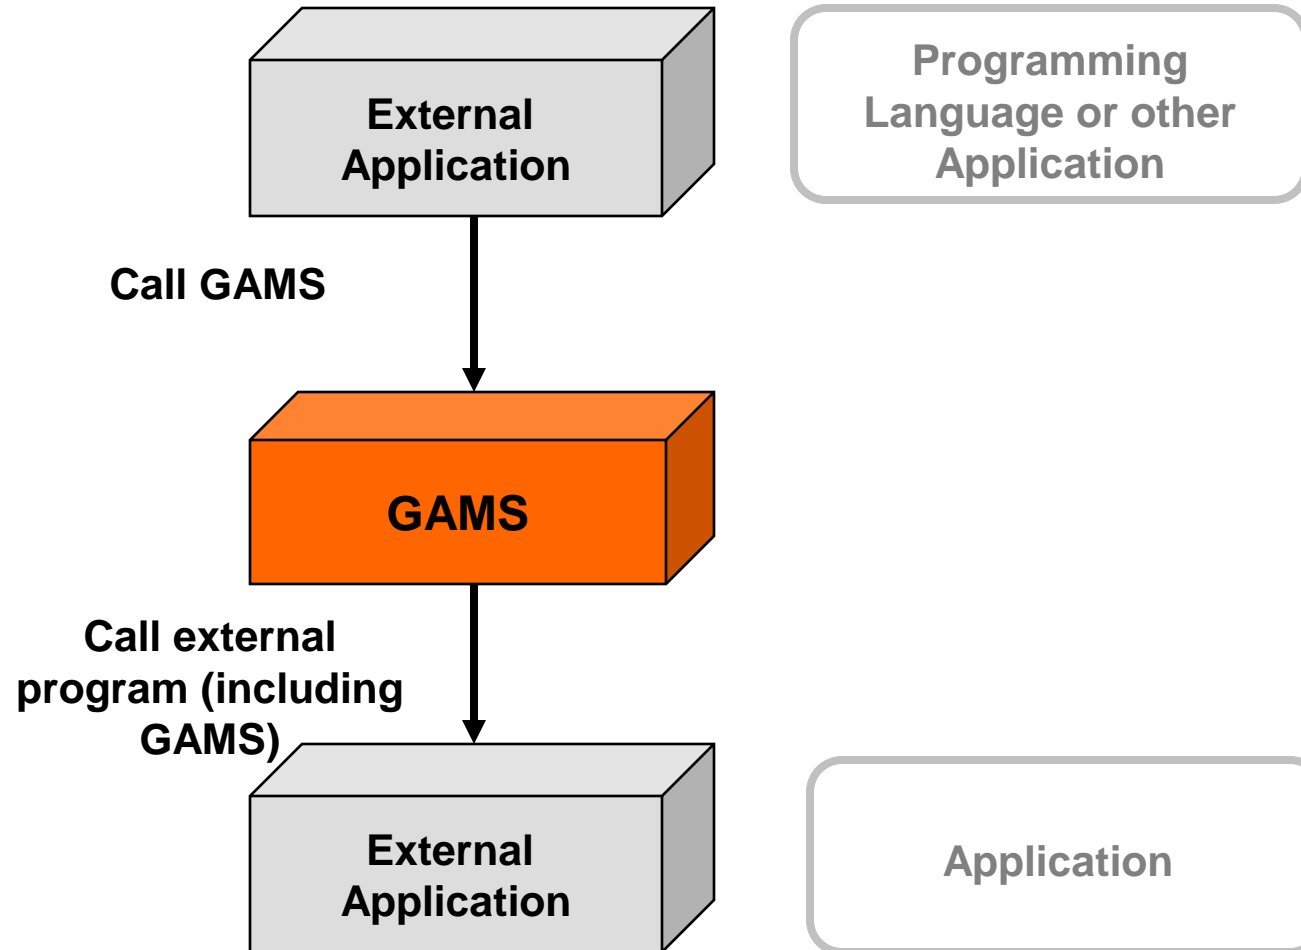 External
Application
Programming
Language or other
Application
Call GAMS
GAMS
Call external
program (including
GAMS)
External
Application
Application